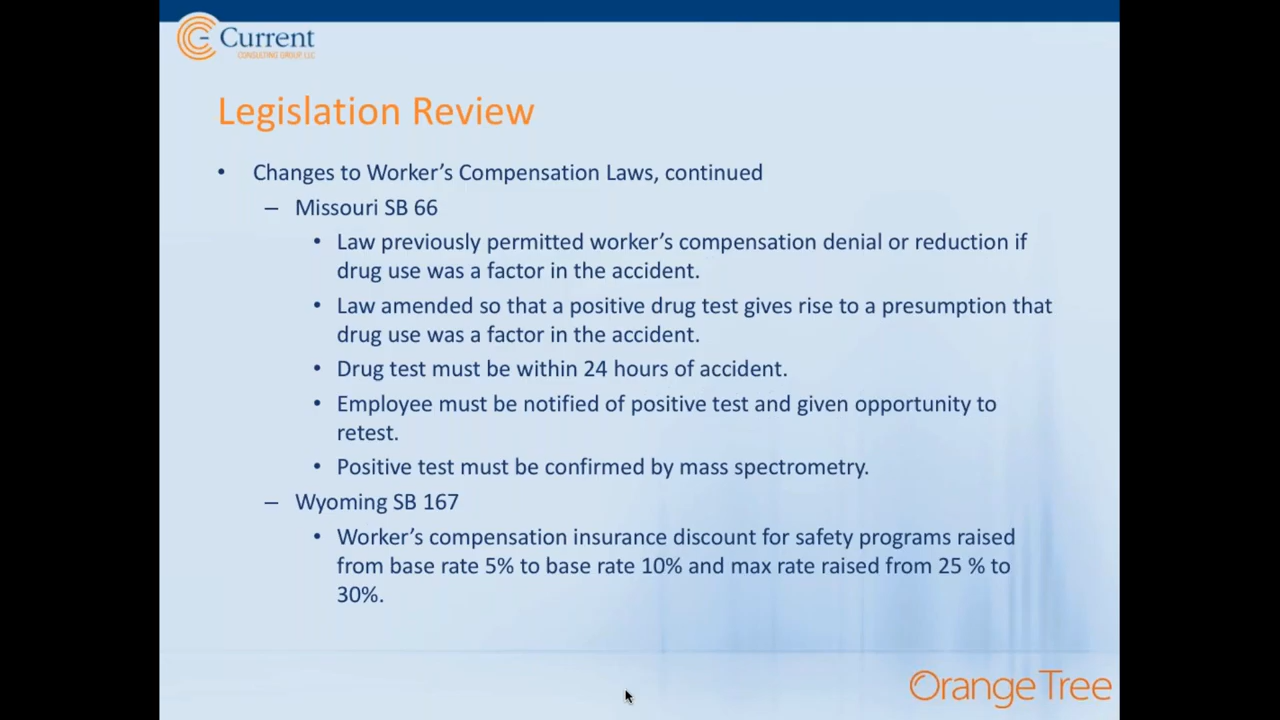 Current
CONSULTING GROUP, LLC
Legislation Review
• Changes to Worker’s Compensation Laws, continued
– Missouri SB 66
• Law previously permitted worker’s compensation denial or reduction if
drug use was a factor in the accident.
• Law amended so that a positive drug test gives rise to a presumption that
drug use was a factor in the accident.
• Drug test must be within 24 hours of accident.
• Employee must be notified of positive test and given opportunity to
retest.
• Positive test must be confirmed by mass spectrometry.
– Wyoming SB 167
• Worker’s compensation insurance discount for safety programs raised
from base rate 5% to base rate 10% and max rate raised from 25 % to
30%.
Orange Tree